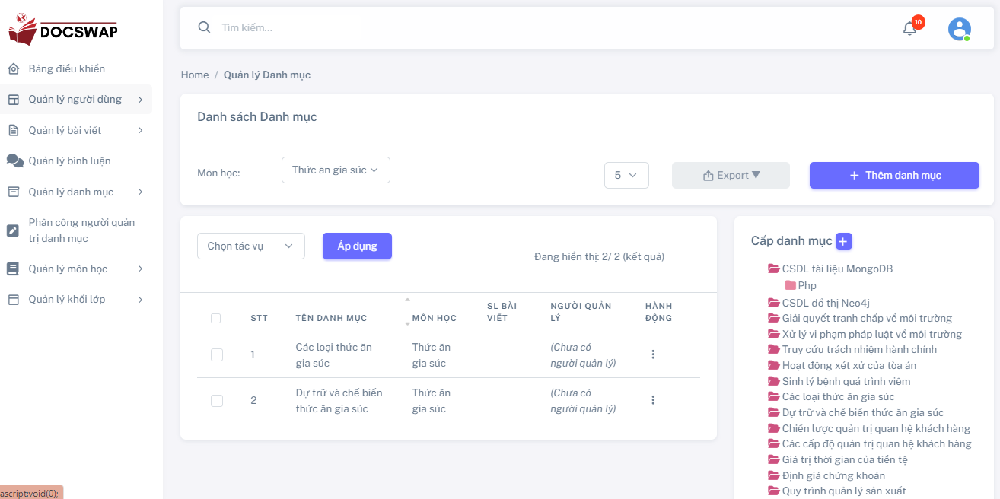 DOCSWAP
Tìm kiếm...
10
Bảng điều khiển
Quản lý người dùng
Quản lý bài viết
Quản lý bình luận
Quản lý danh mục
Phân công người quản
trị danh mục
Quản lý môn học
Quản lý khối lớp
Home / Quản lý Danh mục
Danh sách Danh mục
Môn học:
Thức ăn gia súc
5
Export ▼
+ Thêm danh mục
Chọn tác vụ
Áp dụng
Đang hiển thị: 2/ 2 (kết quả)
STT
TÊN DANH MỤC
MÔN HỌC
SL BÀI
VIẾT
NGƯỜI QUẢN
LÝ
HÀNH
ĐỘNG
1
Các loại thức ăn
gia súc
Thức ăn
gia súc
(Chưa có
người quản lý)
2
Dự trữ và chế biến
thức ăn gia súc
Thức ăn
gia súc
(Chưa có
người quản lý)
Cấp danh mục +
CSDL tài liệu MongoDB
Php
CSDL đồ thị Neo4j
Giải quyết tranh chấp về môi trường
Xử lý vi phạm pháp luật về môi trường
Truy cứu trách nhiệm hành chính
Hoạt động xét xử của tòa án
Sinh lý bệnh quá trình viêm
Các loại thức ăn gia súc
Dự trữ và chế biến thức ăn gia súc
Chiến lược quản trị quan hệ khách hàng
Các cấp độ quản trị quan hệ khách hàng
Giá trị thời gian của tiền tệ
Định giá chứng khoán
Quy trình quản lý sản xuất
ascript:void(0);